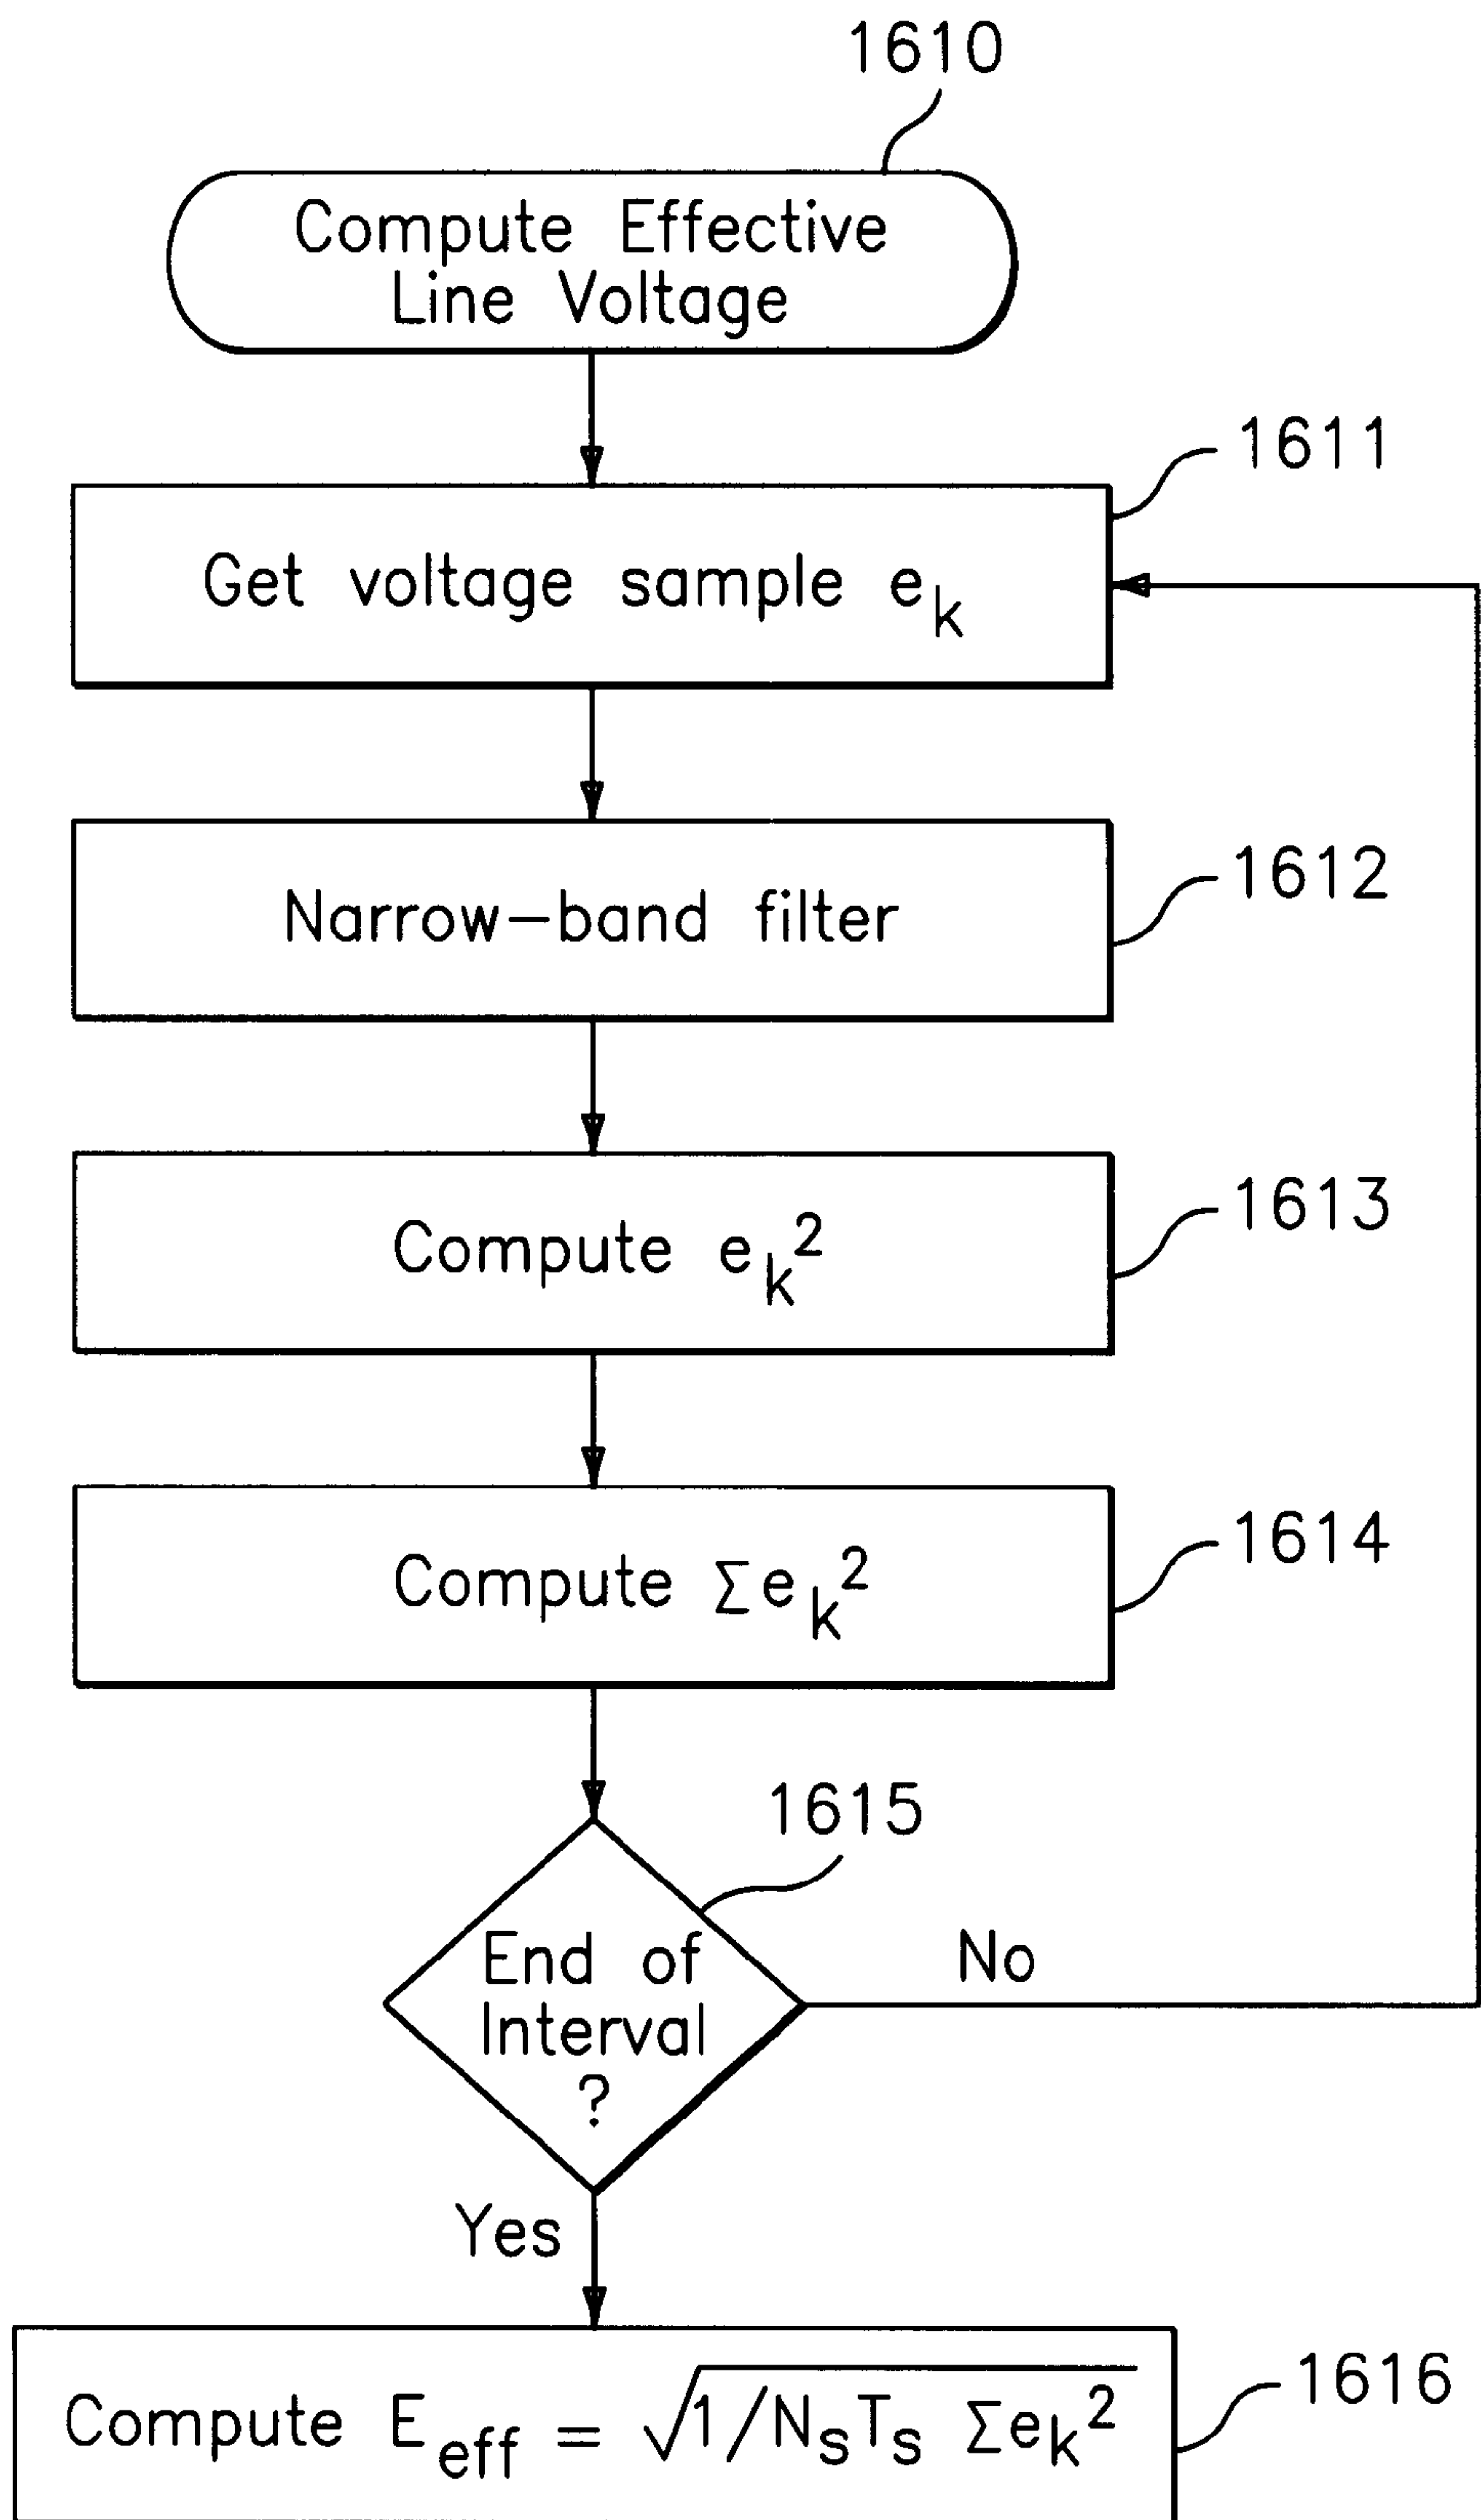 1610
Compute Effective
Line Voltage
1611
Get voltage sample e_k
1612
Narrow-band filter
1613
Compute e_k^2
1614
Compute Σe_k^2
1615
End of
Interval
?
No
Yes
1616
Compute E_eff = √1/N_sT_s Σe_k^2